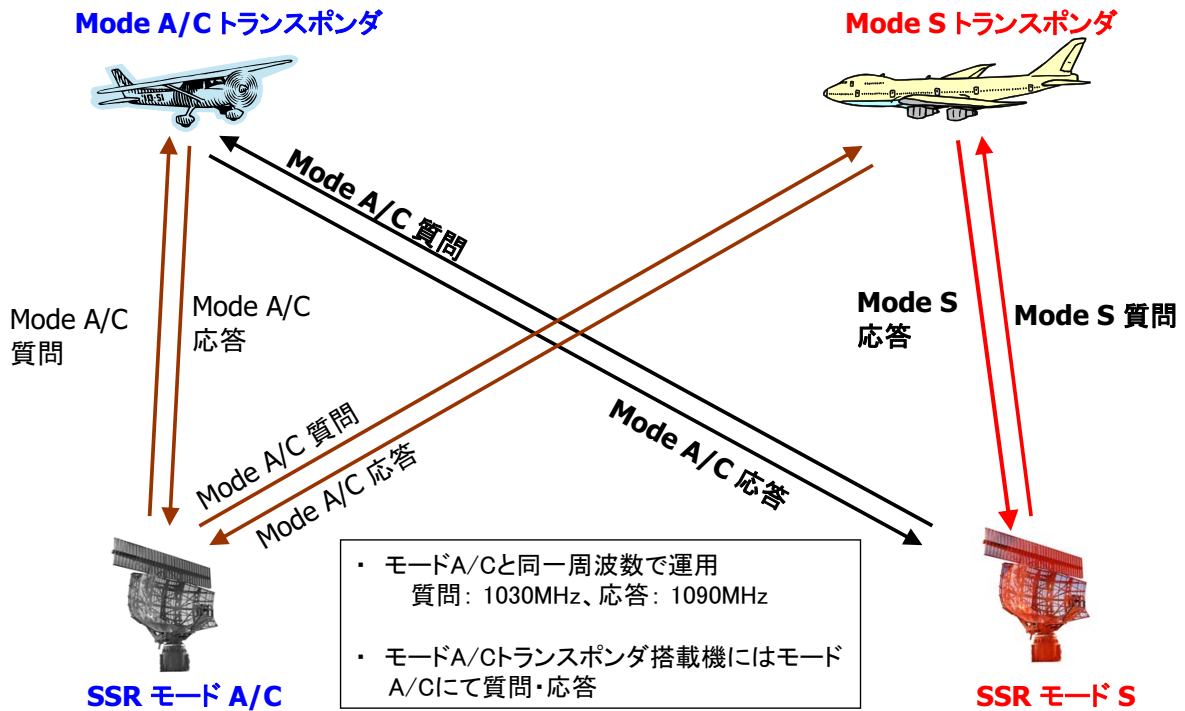 Mode A/C トランスポンダ
Mode S トランスポンダ
Mode A/C 質問
Mode A/C
質問
Mode A/C
応答
Mode S
応答
Mode S 質問
Mode A/C 質問
Mode A/C 応答
Mode A/C 応答
・ モードA/Cと同一周波数で運用
質問: 1030MHz、応答: 1090MHz
・ モードA/Cトランスポンダ搭載機にはモード
A/Cにて質問・応答
SSR モード A/C
SSR モード S